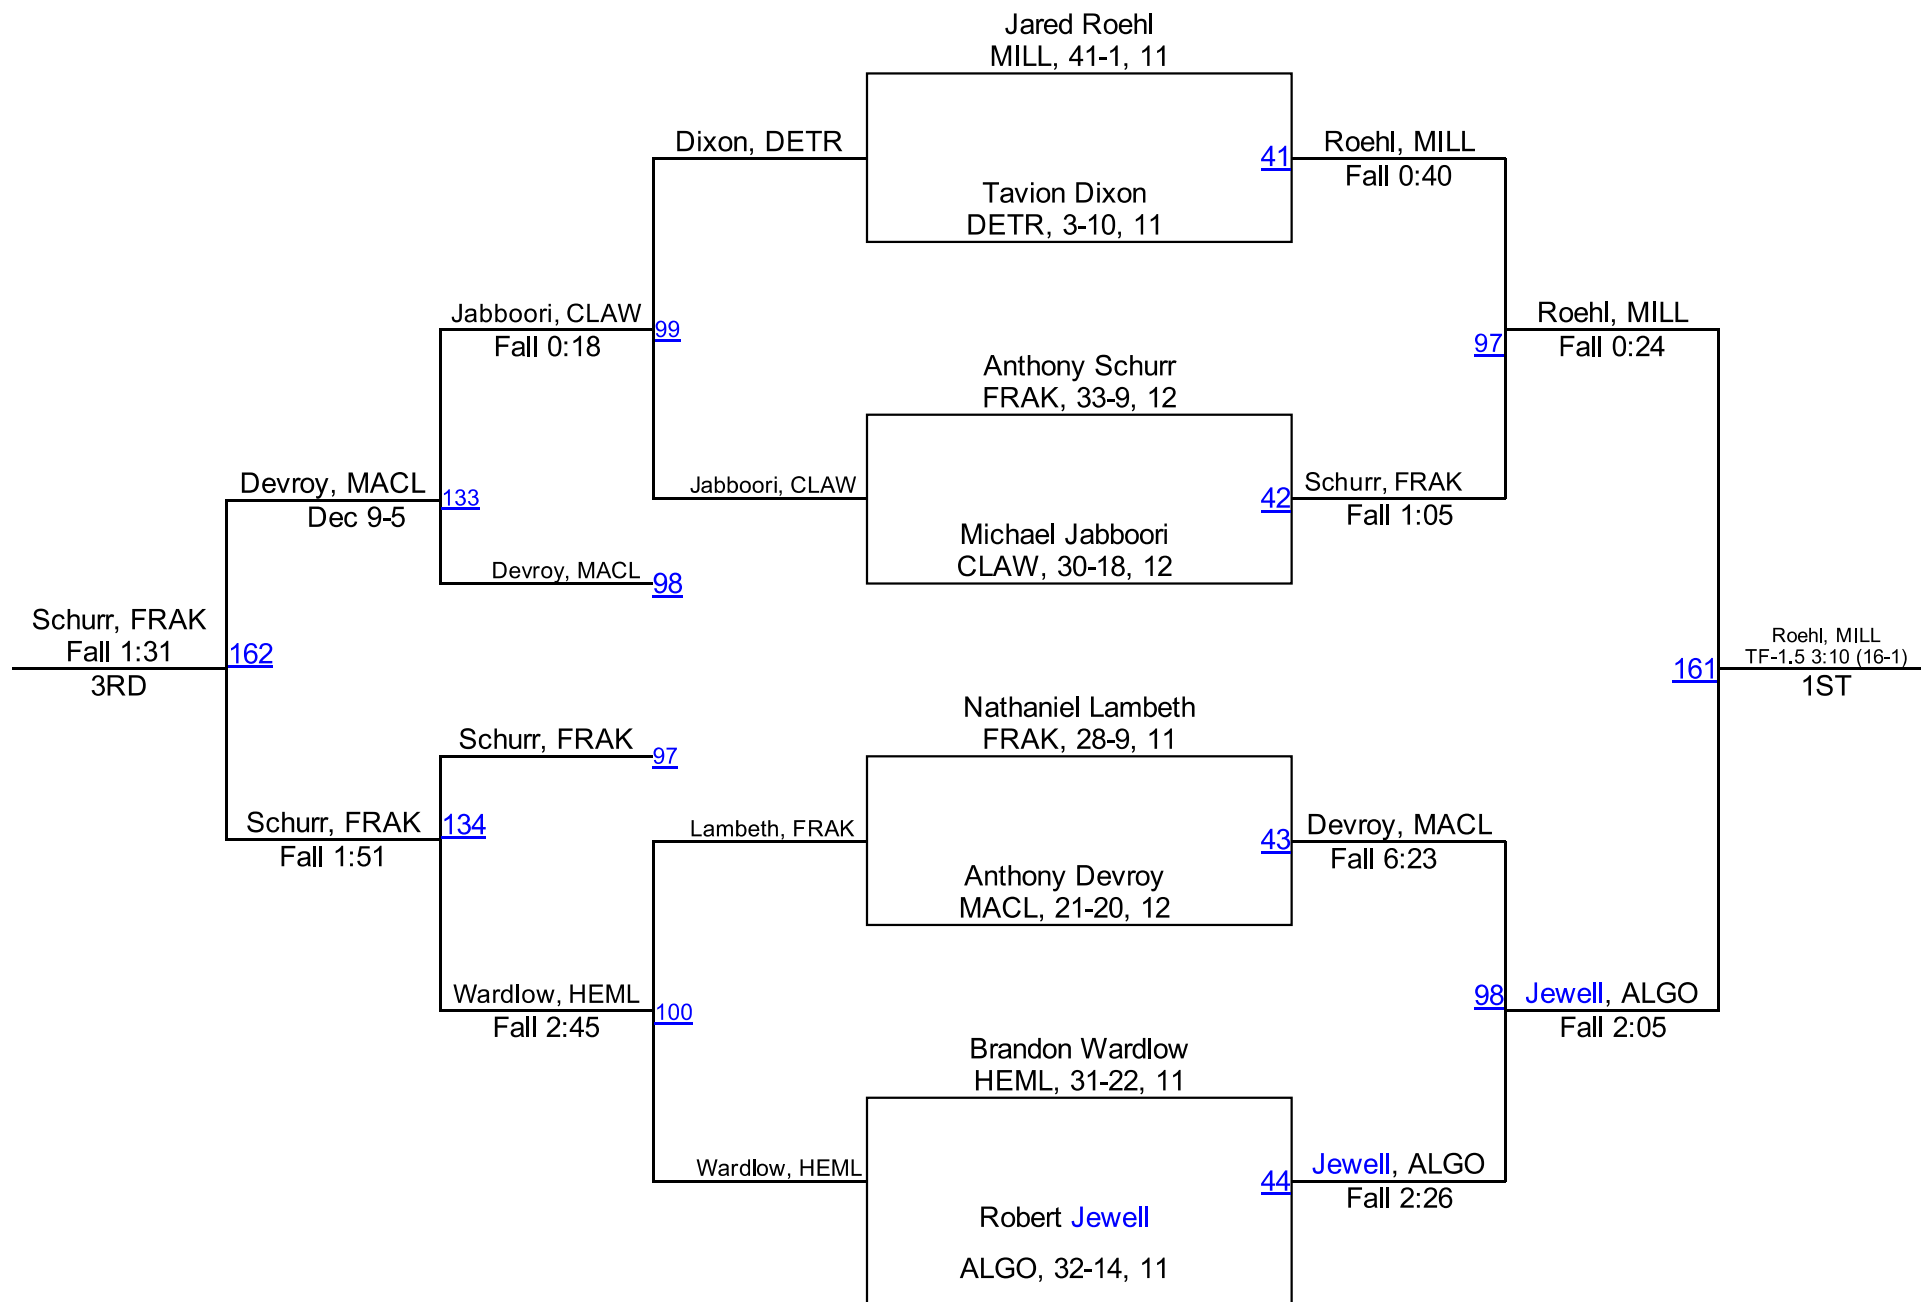 Jared Roehl
MILL, 41-1, 11
Dixon, DETR
41
Roehl, MILL
Fall 0:40
Tavion Dixon
DETR, 3-10, 11
Jabboori, CLAW
Fall 0:18
99
Roehl, MILL
Fall 0:24
97
Anthony Schurr
FRAK, 33-9, 12
Devroy, MACL
Dec 9-5
133
Jabboori, CLAW
42
Schurr, FRAK
Fall 1:05
Michael Jabboori
CLAW, 30-18, 12
Devroy, MACL
98
Schurr, FRAK
Fall 1:31
3RD
162
161
Roehl, MILL
TF-1.5 3:10 (16-1)
1ST
Nathaniel Lambeth
FRAK, 28-9, 11
Schurr, FRAK
97
Schurr, FRAK
Fall 1:51
134
Lambeth, FRAK
43
Devroy, MACL
Fall 6:23
Anthony Devroy
MACL, 21-20, 12
Wardlow, HEML
Fall 2:45
100
98
Jewell, ALGO
Fall 2:05
Brandon Wardlow
HEML, 31-22, 11
Wardlow, HEML
44
Jewell, ALGO
Fall 2:26
Robert Jewell
ALGO, 32-14, 11